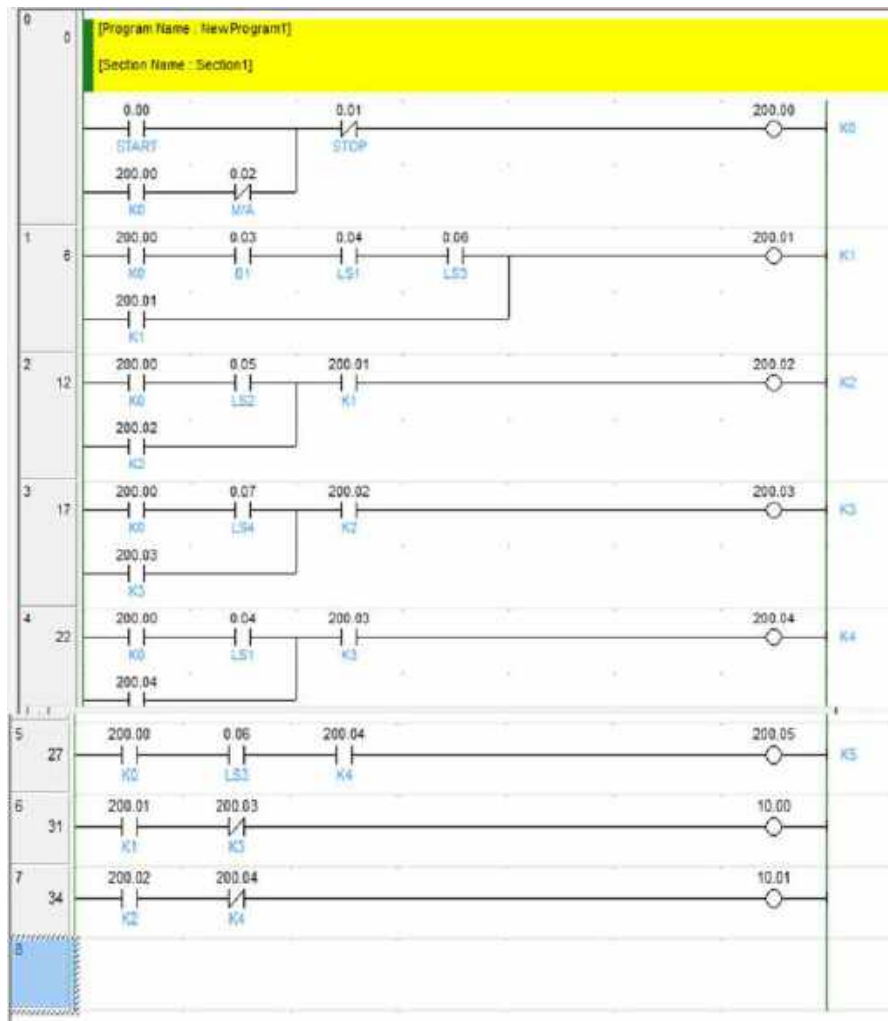 0
0
[Program Name : NewProgram1]
[Section Name : Section1]
0.00 0.01 200.00
START STOP K0
200.00 0.02
K0 M/A
1
6
200.00 0.03 0.04 0.06 200.01
K0 B1 LS1 LS3 K1
200.01
K1
2
12
200.00 0.05 200.01 200.02
K0 LS2 K1 K2
200.02
K2
3
17
200.00 0.07 200.02 200.03
K0 LS4 K2 K3
200.03
K3
4
22
200.00 0.04 200.03 200.04
K0 LS1 K3 K4
200.04
5
27
200.00 0.06 200.04 200.05
K0 LS3 K4 K5
6
31
200.01 200.03 10.00
K1 K3
7
34
200.02 200.04 10.01
K2 K4
8